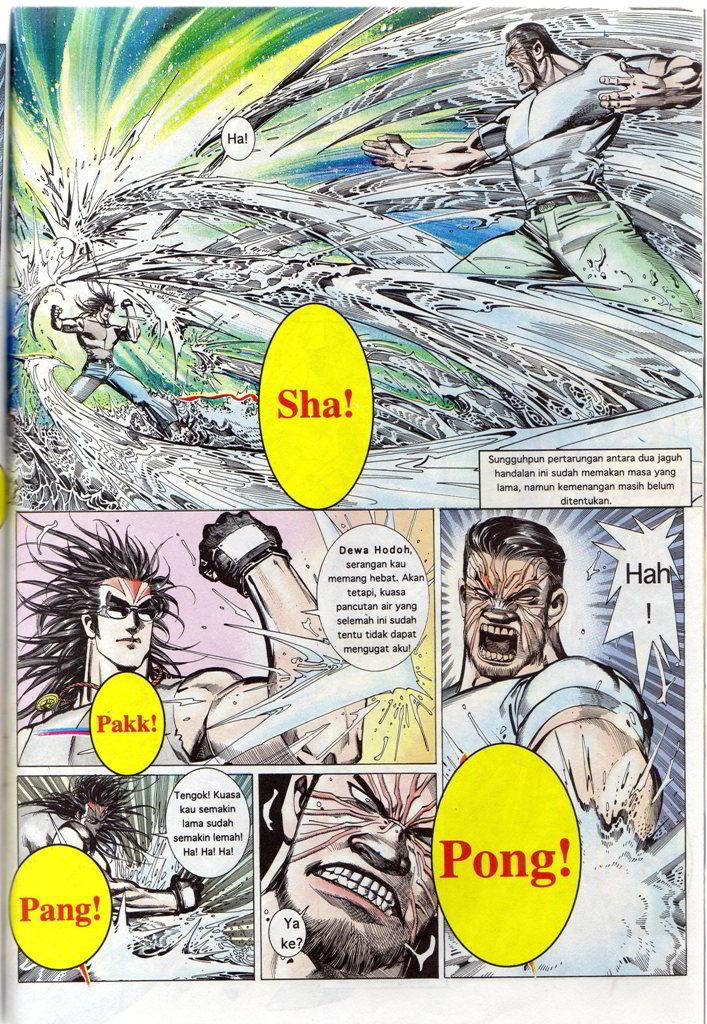 Ha!
Sha!
Sungguhpun pertarungan antara dua jaguh
handalan ini sudah memakan masa yang
lama, namun kemenangan masih belum
ditentukan.
Dewa Hodoh,
serangan kau
memang hebat. Akan
tetapi, kuasa
pancutan air yang
selemah ini sudah
tentu tidak dapat
mengugat aku!
Pakk!
Hah
!
Pong!
Tengok! Kuasa
kau semakin
lama sudah
semakin lemah!
Ha! Ha! Ha!
Pang!
Ya
ke?